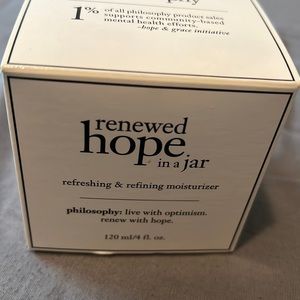 1% of all philosophy product sales
supports community-based
mental health efforts.
-hope & grace initiative
renewed
hope
in a jar
refreshing & refining moisturizer
philosophy: live with optimism.
renew with hope.
120 ml/4 fl. oz.